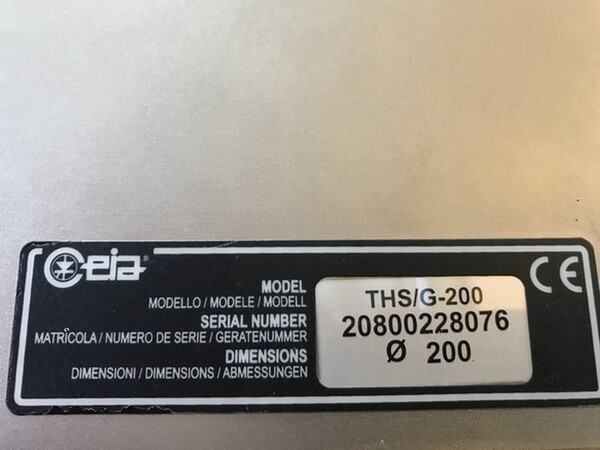 ceia®
CE
MODEL
MODELLO / MODELE / MODELL
THS/G-200
SERIAL NUMBER
MATRÍCOLA / NUMERO DE SERIE / GERATENUMMER
20800228076
DIMENSIONS
DIMENSIONI / DIMENSIONS / ABMESSUNGEN
Ø 200